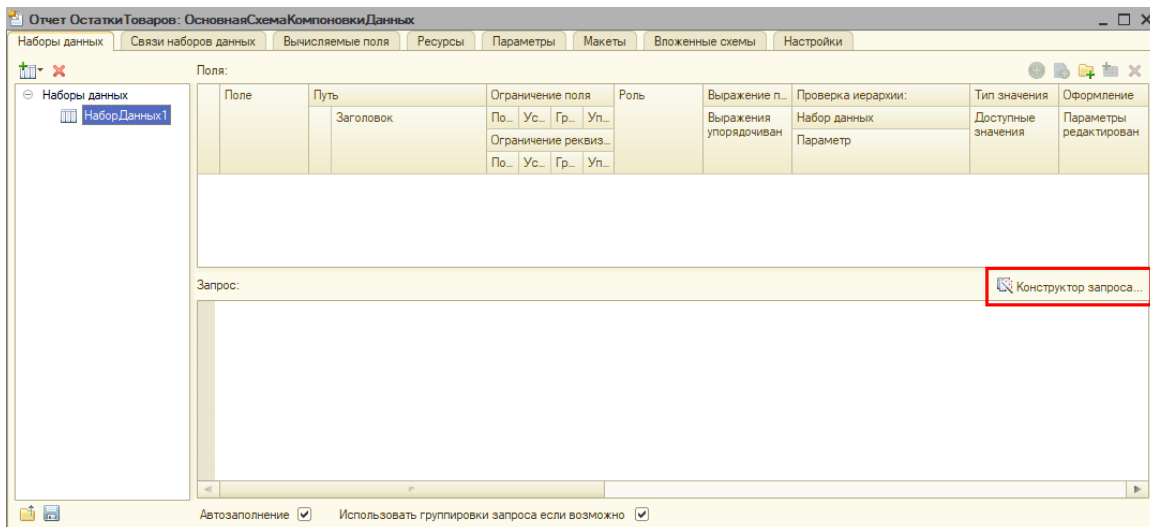 Отчет ОстаткиТоваров: ОсновнаяСхемаКомпоновкиДанных
Наборы данных Связи наборов данных Вычисляемые поля Ресурсы Параметры Макеты Вложенные схемы Настройки
Поля:
Наборы данных
НаборДанных1
Поле Путь Ограничение поля Роль Выражение п... Проверка иерархии: Тип значения Оформление
Заголовок По... Ус... Гр... Уп... Выражения упорядочиван Набор данных Доступные значения Параметры редактирован
Ограничение реквиз... Параметр
По... Ус... Гр... Уп...
Запрос: Конструктор запроса...
Автозаполнение Использовать группировки запроса если возможно